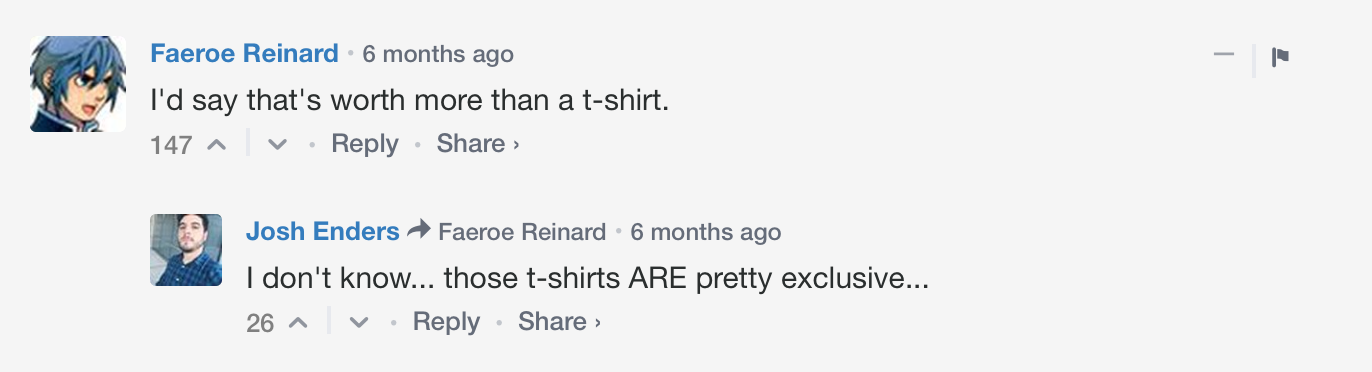 Faeroe Reinard • 6 months ago
I'd say that's worth more than a t-shirt.
147 • Reply • Share ›
Josh Enders Faeroe Reinard • 6 months ago
I don't know... those t-shirts ARE pretty exclusive...
26 • Reply • Share ›